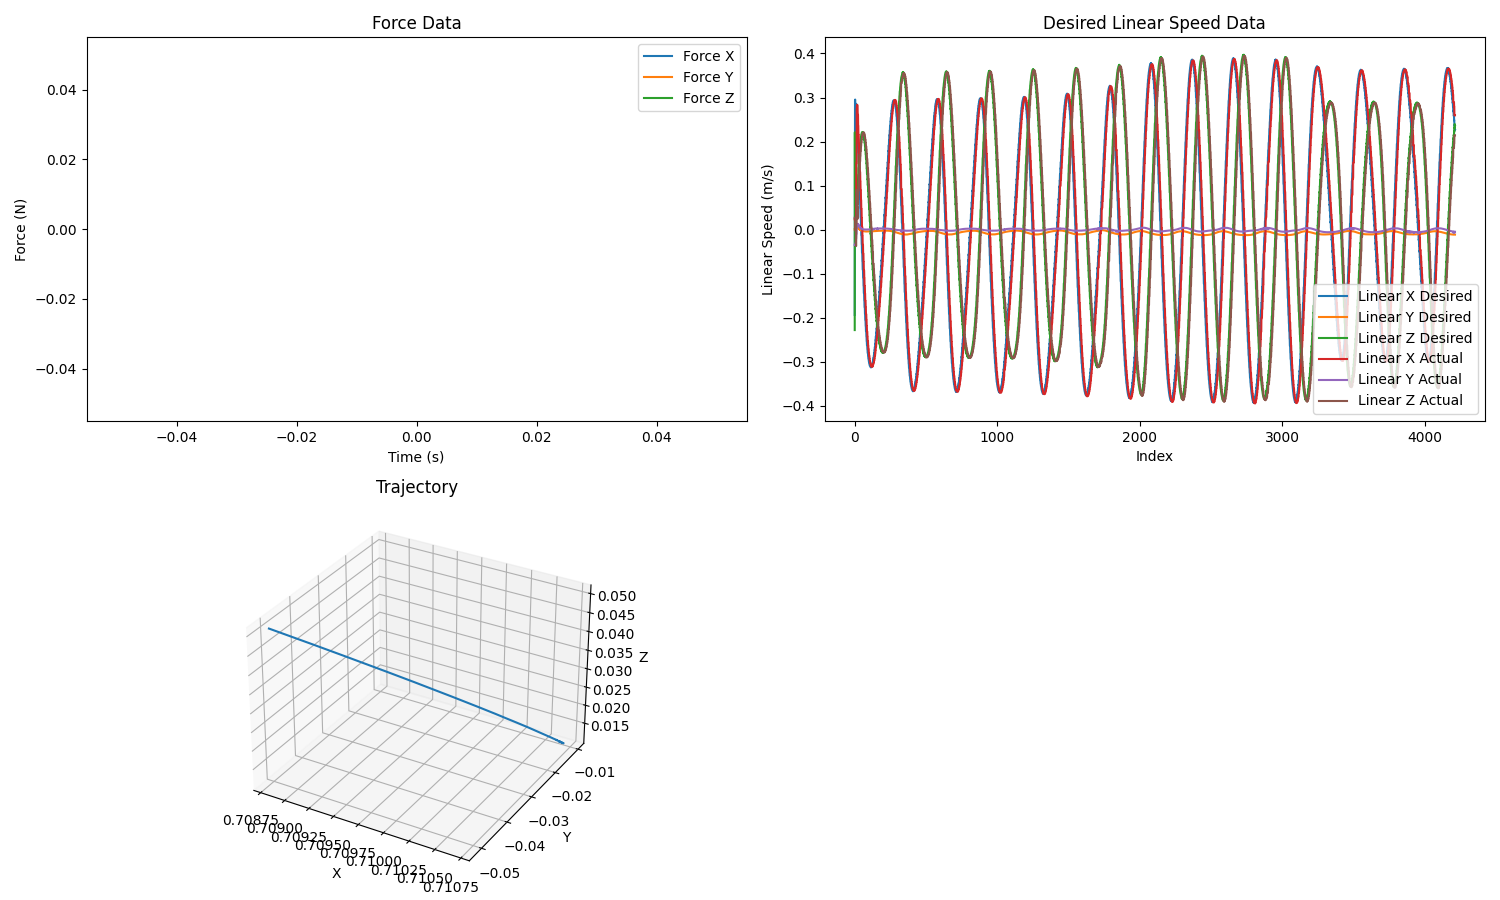 Force Data
Force (N)
0.04
0.02
0.00
−0.02
−0.04
Force X
Force Y
Force Z
−0.04
−0.02
0.00
0.02
0.04
Time (s)
Desired Linear Speed Data
Linear Speed (m/s)
0.4
0.3
0.2
0.1
0.0
−0.1
−0.2
−0.3
−0.4
Linear X Desired
Linear Y Desired
Linear Z Desired
Linear X Actual
Linear Y Actual
Linear Z Actual
0
1000
2000
3000
4000
Index
Trajectory
0.050
0.045
0.040
0.035
0.030
0.025
0.020
0.015
Z
−0.01
−0.02
−0.03
−0.04
−0.05
Y
0.70875
0.70900
0.70925
0.70950
0.70975
0.71000
0.71025
0.71050
0.71075
X